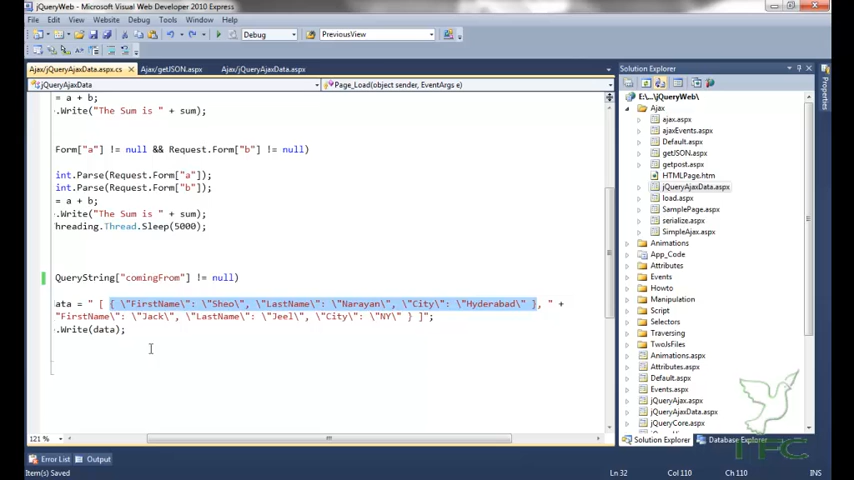 jQueryWeb - Microsoft Visual Web Developer 2010 Express
File Edit View Website Debug Tools Window Help
Debug PreviousView
Ajax/jQueryAjaxData.aspx.cs Ajax/getJSON.aspx Ajax/jQueryAjaxData.aspx
jQueryAjaxData Page_Load(object sender, EventArgs e)
= a + b;
.Write("The Sum is " + sum);
Form["a"] != null && Request.Form["b"] != null)
int.Parse(Request.Form["a"]);
int.Parse(Request.Form["b"]);
= a + b;
.Write("The Sum is " + sum);
hreading.Thread.Sleep(5000);
QueryString["comingFrom"] != null)
ata = " [ { \"FirstName\": \"Sheo\", \"LastName\": \"Narayan\", \"City\": \"Hyderabad\" }, " +
"FirstName\": \"Jack\", \"LastName\": \"Jeel\", \"City\": \"NY\" } ]";
.Write(data);
121 %
Solution Explorer
E:\...\jQueryWeb\
Ajax
ajax.aspx
ajaxEvents.aspx
Default.aspx
getJSON.aspx
getpost.aspx
HTMLPage.htm
jQueryAjaxData.aspx
load.aspx
SamplePage.aspx
serialize.aspx
SimpleAjax.aspx
Animations
App_Code
Attributes
Events
HowTo
Manipulation
Script
Selectors
Traversing
TwoJsFiles
Animations.aspx
Attributes.aspx
Default.aspx
Events.aspx
jQueryAjax.aspx
jQueryAjaxData.aspx
jQueryCore.aspx
Solution Explorer Database Explorer
Properties
Error List Output
Item(s) Saved Ln 32 Col 110 Ch 110